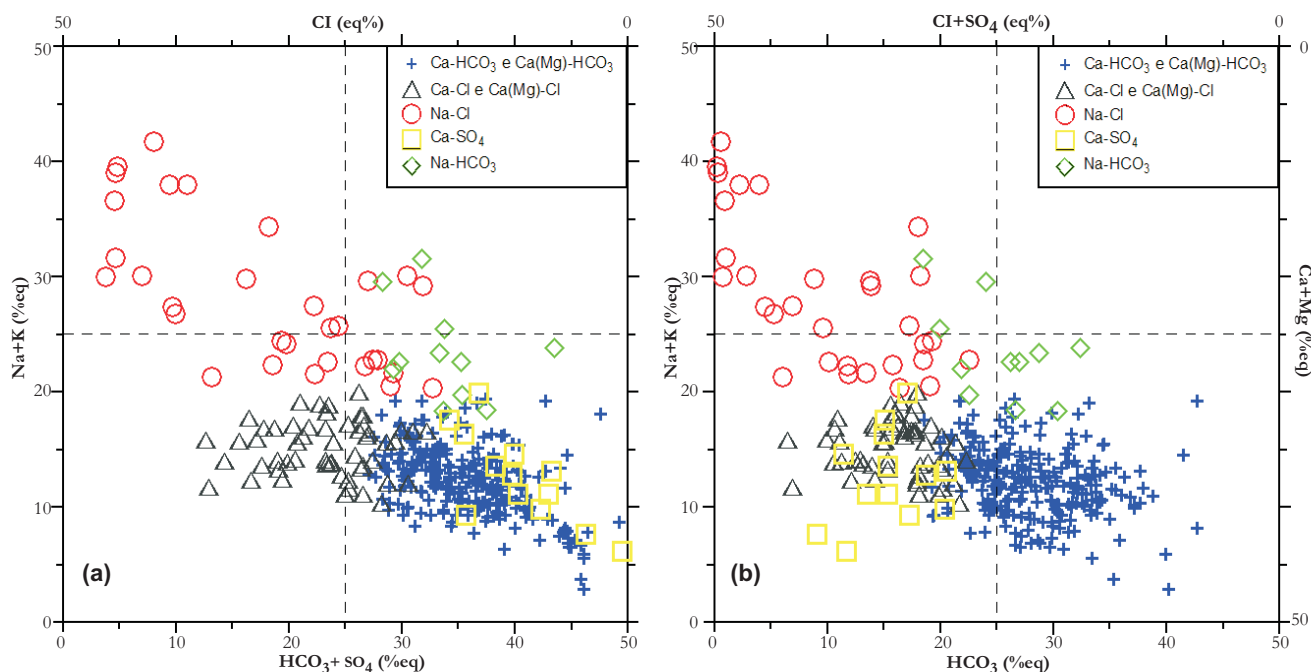 50 CI (eq%) 0
50
40
30
20
10
0
Na+K (%eq)
Ca-HCO₃ e Ca(Mg)-HCO₃
Ca-Cl e Ca(Mg)-Cl
Na-Cl
Ca-SO₄
Na-HCO₃
(a)
0 10 20 30 40 50
HCO₃+ SO₄ (%eq)
50 CI+SO₄ (eq%) 0
50
40
30
20
10
0
Na+K (%eq)
Ca-HCO₃ e Ca(Mg)-HCO₃
Ca-Cl e Ca(Mg)-Cl
Na-Cl
Ca-SO₄
Na-HCO₃
(b)
0 10 20 30 40 50
HCO₃ (%eq)
0
Ca+Mg (%eq)
50